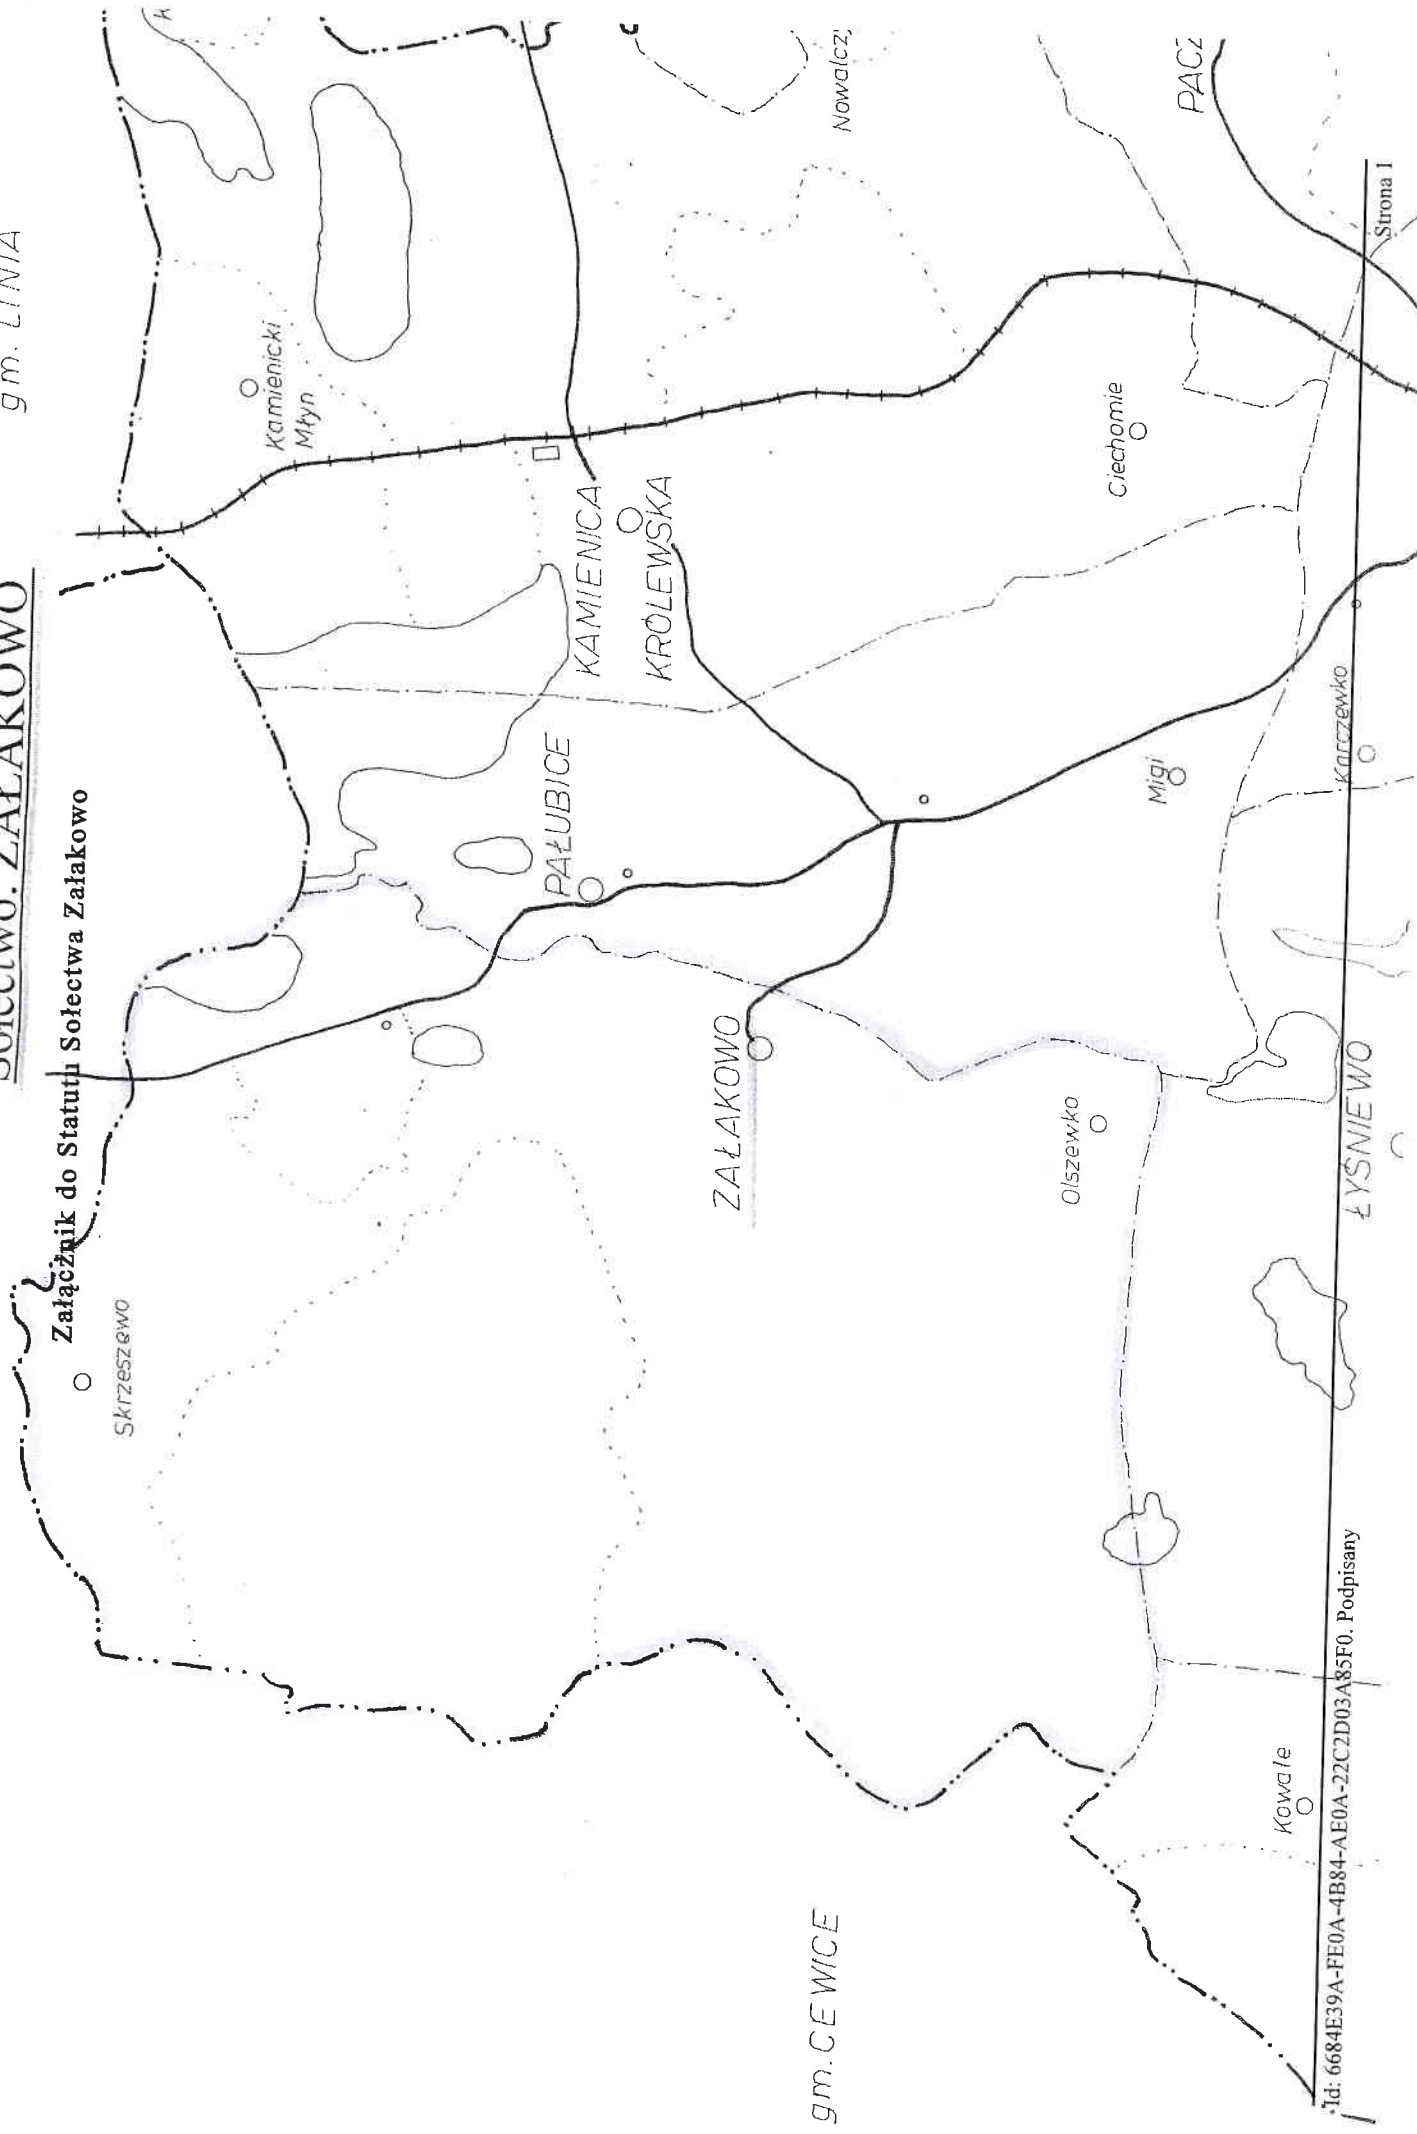 Sołectwo: ZAŁAKOWO
Załącznik do Statutu Sołectwa Załakowo
gm. LINIA
Skrzeszewo
Kamienicki
Młyn
PAŁUBICE
KAMIENICA
KRÓLEWSKA
ZAŁAKOWO
Nowalcz
Olszewko
Migi
Ciechomie
PACZ
gm. CEWICE
Kowale
ŁYŚNIEWO
Karczewko
Id: 6684E39A-FE0A-4B84-AE0A-22C2D03A85F0. Podpisany
Strona 1